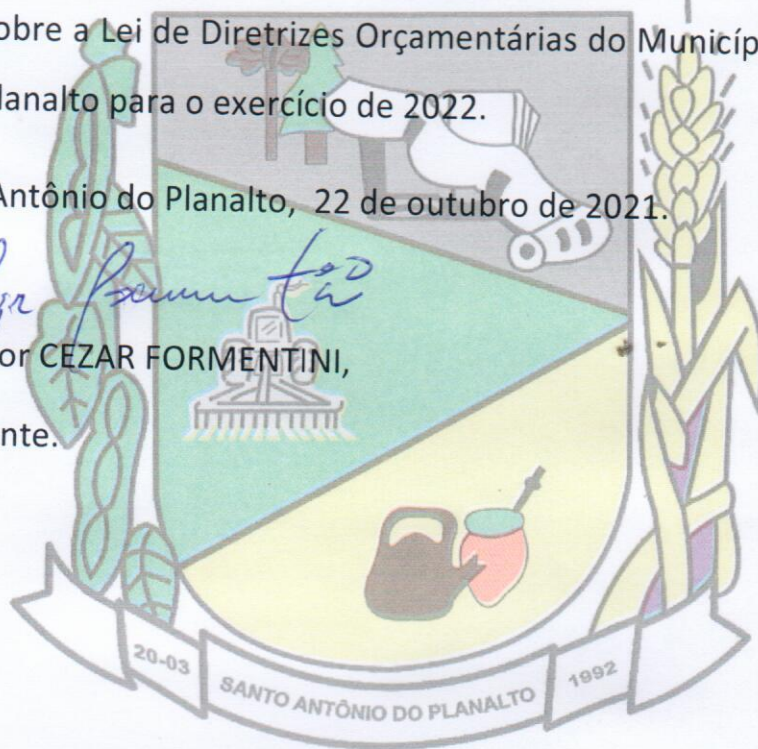 obre a Lei de Diretrizes Orçamentárias do Municíp
lanalto para o exercício de 2022.
Antônio do Planalto, 22 de outubro de 2021.
or CEZAR FORMENTINI,
nte.
20-03 SANTO ANTÔNIO DO PLANALTO 1992